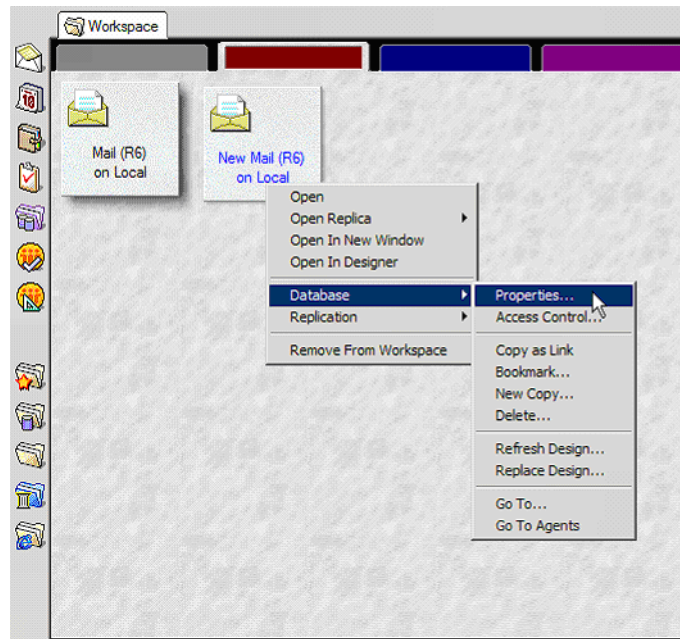 Workspace
10
Mail (R6)
on Local
New Mail (R6)
on Local
Open
Open Replica
Open In New Window
Open In Designer
Database
Replication
Remove From Workspace
Properties...
Access Control...
Copy as Link
Bookmark...
New Copy...
Delete...
Refresh Design...
Replace Design...
Go To...
Go To Agents